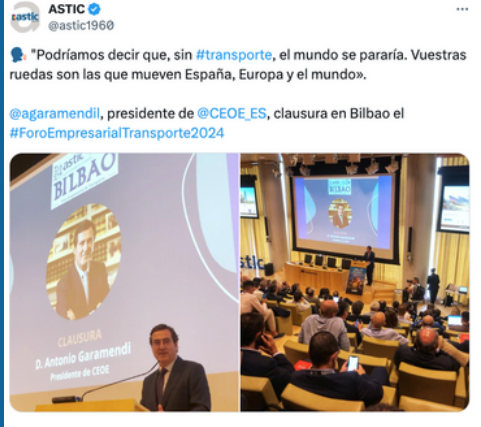 ASTIC
@astic1960
astic
"Podríamos decir que, sin #transporte, el mundo se pararía. Vuestras
ruedas son las que mueven España, Europa y el mundo».
@agaramendil, presidente de @CEOE_ES, clausura en Bilbao el
#ForoEmpresarialTransporte2024
astic
BILBAO
CLAUSURA
D. Antonio Garamendi
Presidente de CEOE
BILBAO
stic